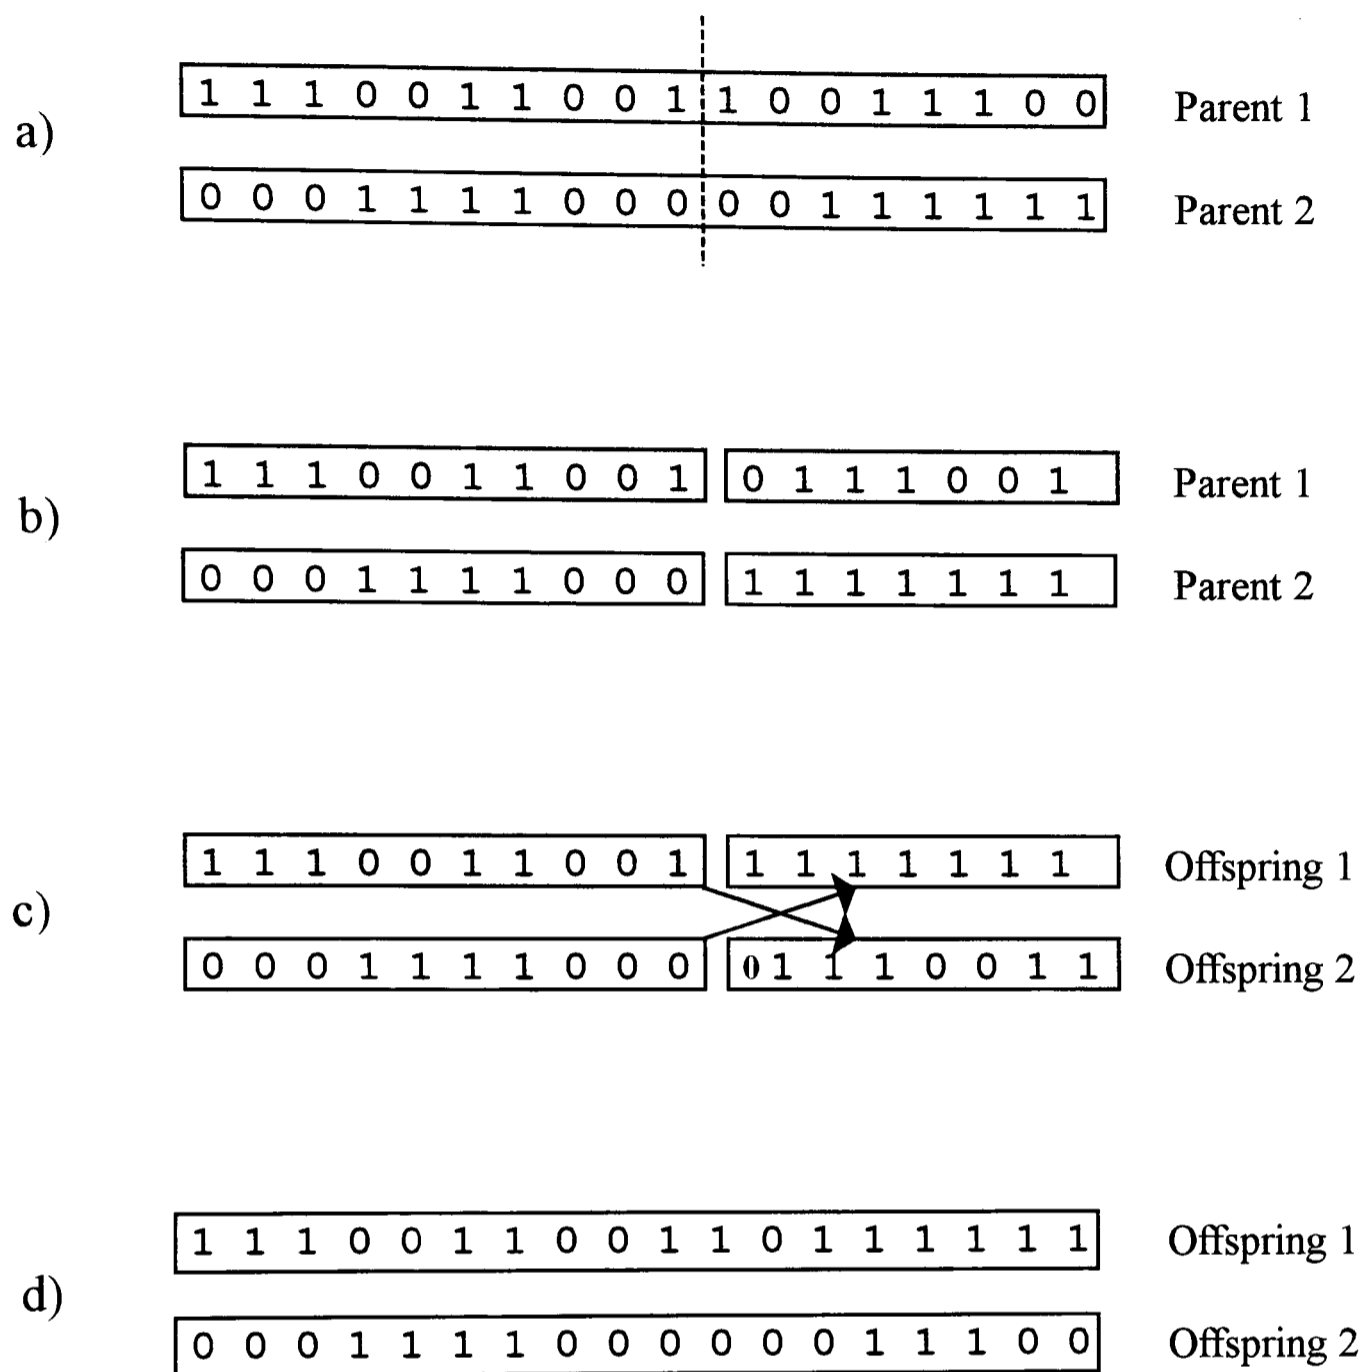 a)
1 1 1 0 0 1 1 0 0 1 1 0 0 1 1 1 0 0 Parent 1
0 0 0 1 1 1 1 0 0 0 0 0 1 1 1 1 1 1 Parent 2
b)
1 1 1 0 0 1 1 0 0 1 0 1 1 1 0 0 1 Parent 1
0 0 0 1 1 1 1 0 0 0 1 1 1 1 1 1 1 Parent 2
c)
1 1 1 0 0 1 1 0 0 1 1 1 1 1 1 1 1 Offspring 1
0 0 0 1 1 1 1 0 0 0 0 1 1 1 0 0 1 1 Offspring 2
d)
1 1 1 0 0 1 1 0 0 1 1 0 1 1 1 1 1 1 Offspring 1
0 0 0 1 1 1 1 0 0 0 0 0 0 1 1 1 0 0 Offspring 2